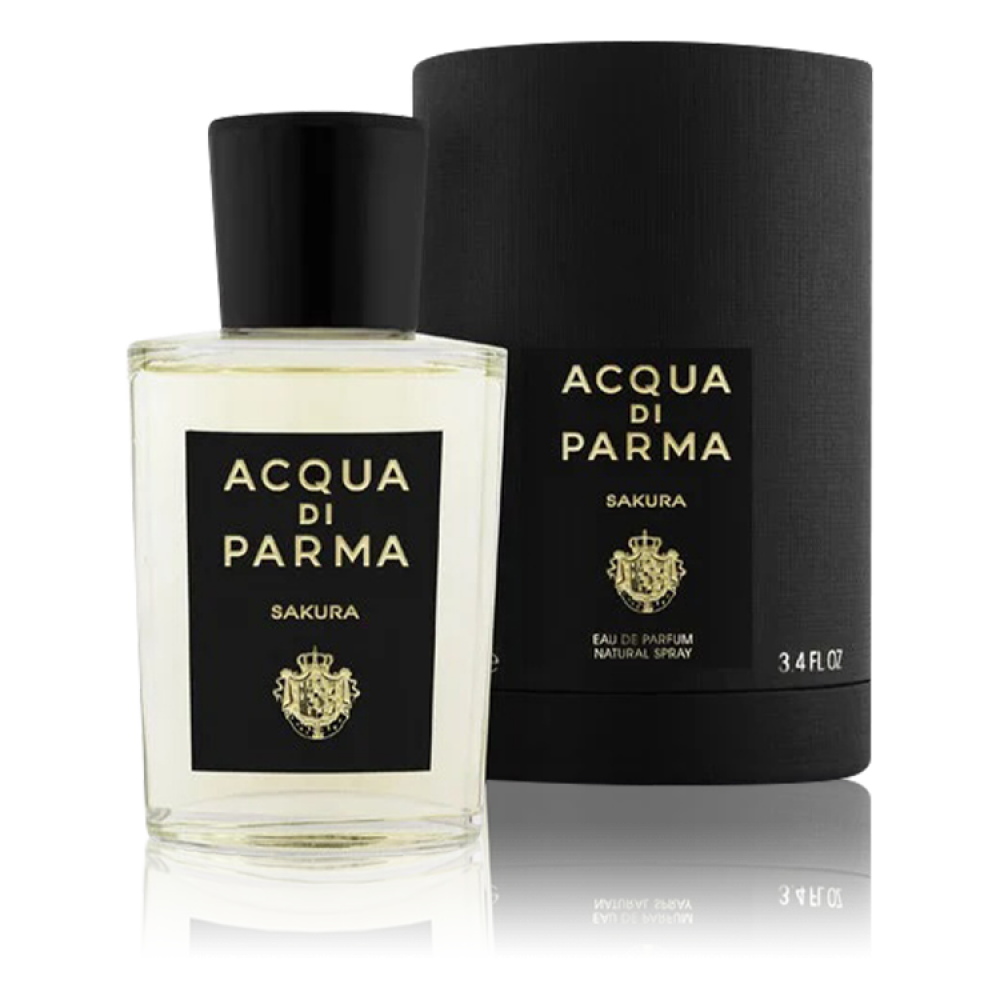 ACQUA
DI
PARMA
SAKURA
ACQUA
DI
PARMA
SAKURA
EAU DE PARFUM
NATURAL SPRAY
e
3.4 FL OZ